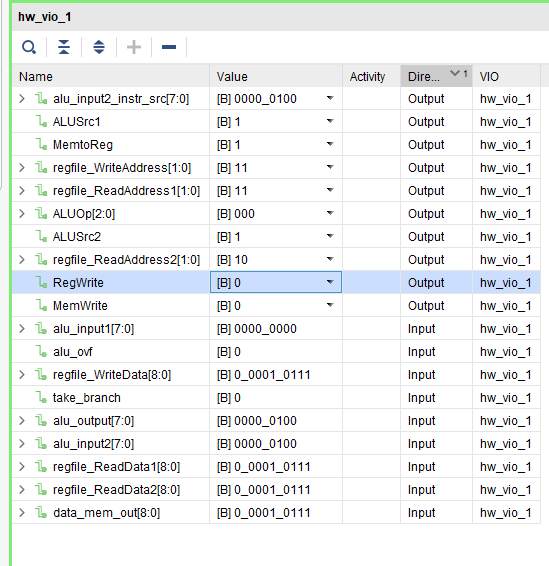 hw_vio_1
Name Value Activity Dire... 1 VIO
alu_input2_instr_src[7:0] [B] 0000_0100 Output hw_vio_1
ALUSrc1 [B] 1 Output hw_vio_1
MemtoReg [B] 1 Output hw_vio_1
regfile_WriteAddress[1:0] [B] 11 Output hw_vio_1
regfile_ReadAddress1[1:0] [B] 11 Output hw_vio_1
ALUOp[2:0] [B] 000 Output hw_vio_1
ALUSrc2 [B] 1 Output hw_vio_1
regfile_ReadAddress2[1:0] [B] 10 Output hw_vio_1
RegWrite [B] 0 Output hw_vio_1
MemWrite [B] 0 Output hw_vio_1
alu_input1[7:0] [B] 0000_0000 Input hw_vio_1
alu_ovf [B] 0 Input hw_vio_1
regfile_WriteData[8:0] [B] 0_0001_0111 Input hw_vio_1
take_branch [B] 0 Input hw_vio_1
alu_output[7:0] [B] 0000_0100 Input hw_vio_1
alu_input2[7:0] [B] 0000_0100 Input hw_vio_1
regfile_ReadData1[8:0] [B] 0_0001_0111 Input hw_vio_1
regfile_ReadData2[8:0] [B] 0_0001_0111 Input hw_vio_1
data_mem_out[8:0] [B] 0_0001_0111 Input hw_vio_1